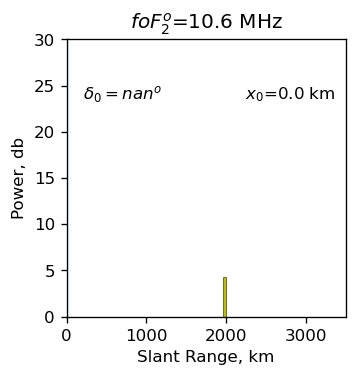 foF₂ᵒ=10.6 MHz
30
25
δ₀ = nanᵒ x₀=0.0 km
20
15
10
5
0
Power, db
0 1000 2000 3000
Slant Range, km